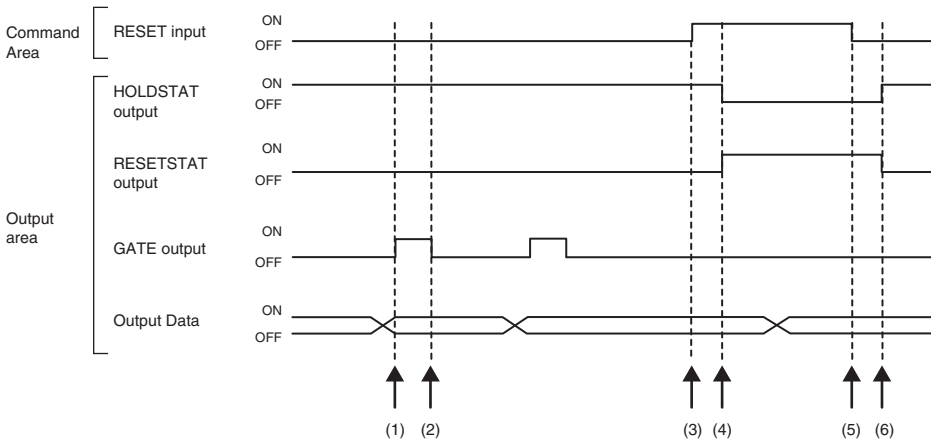 Command
Area
RESET input
ON
OFF
HOLDSTAT
output
ON
OFF
RESETSTAT
output
ON
OFF
Output
area
GATE output
ON
OFF
Output Data
ON
OFF
(1) (2) (3) (4) (5) (6)